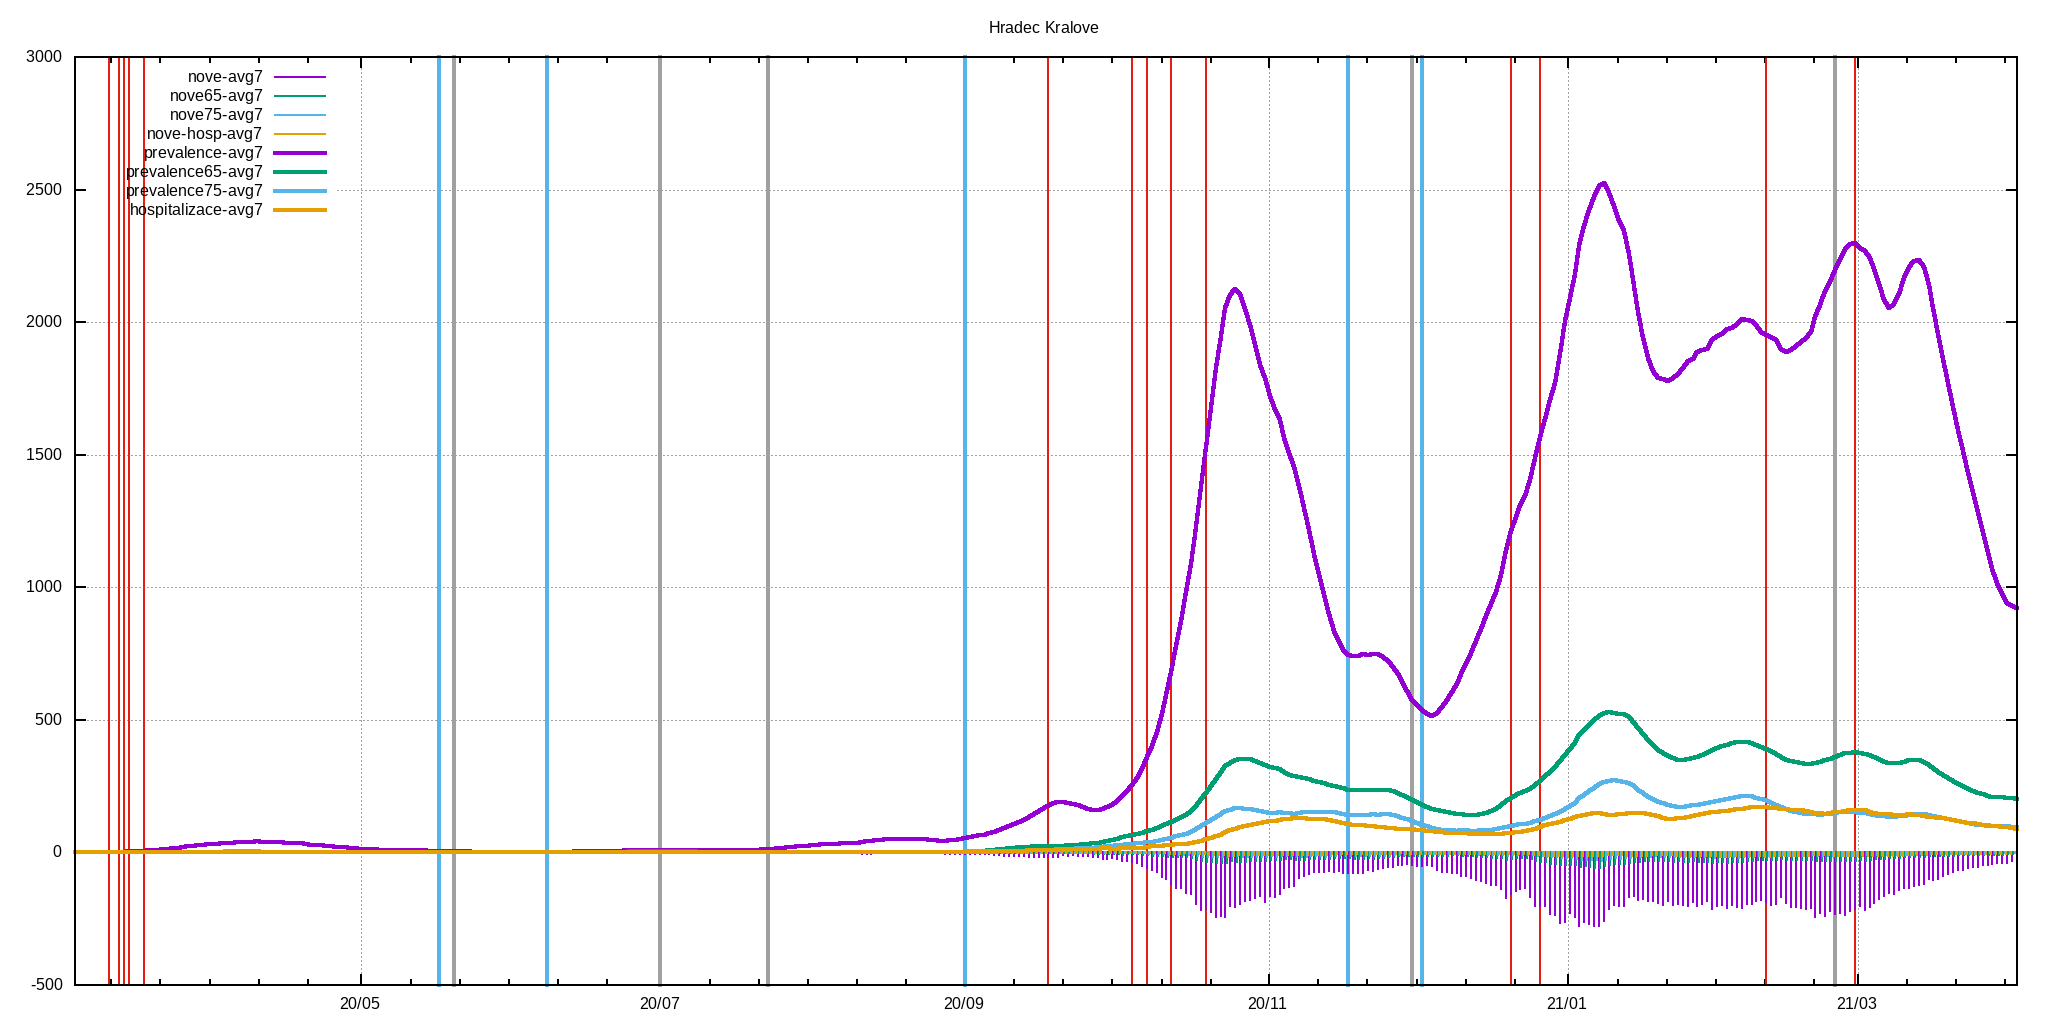 Hradec Kralove
3000
2500
2000
1500
1000
500
0
-500
nove-avg7
nove65-avg7
nove75-avg7
nove-hosp-avg7
prevalence-avg7
prevalence65-avg7
prevalence75-avg7
hospitalizace-avg7
20/05
20/07
20/09
20/11
21/01
21/03